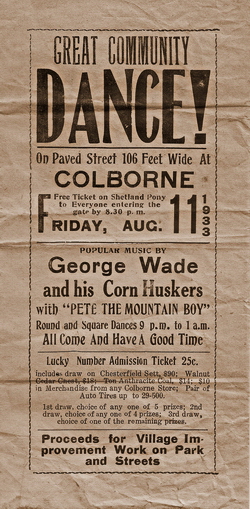 GREAT COMMUNITY
DANCE!
On Paved Street 106 Feet Wide At
COLBORNE
Free Ticket on Shetland Pony
to Everyone entering the
gate by 8.30 p. m.
FRIDAY, AUG. 11 1933
POPULAR MUSIC BY
George Wade
and his Corn Huskers
with "PETE THE MOUNTAIN BOY"
Round and Square Dances 9 p. m. to 1 a.m.
All Come And Have A Good Time
Lucky Number Admission Ticket 25c.
includes draw on Chesterfield Sett, $90; Walnut
Cedar Chest, $18; Ton Anthracite Coal, $14; $10
in Merchandise from any Colborne Store; Pair of
Auto Tires up to 29-500.
1st draw, choice of any one of 5 prizes; 2nd
draw, choice of any one of 4 prizes; 3rd draw,
choice of one of the remaining prizes.
Proceeds for Village Im-
provement Work on Park
and Streets